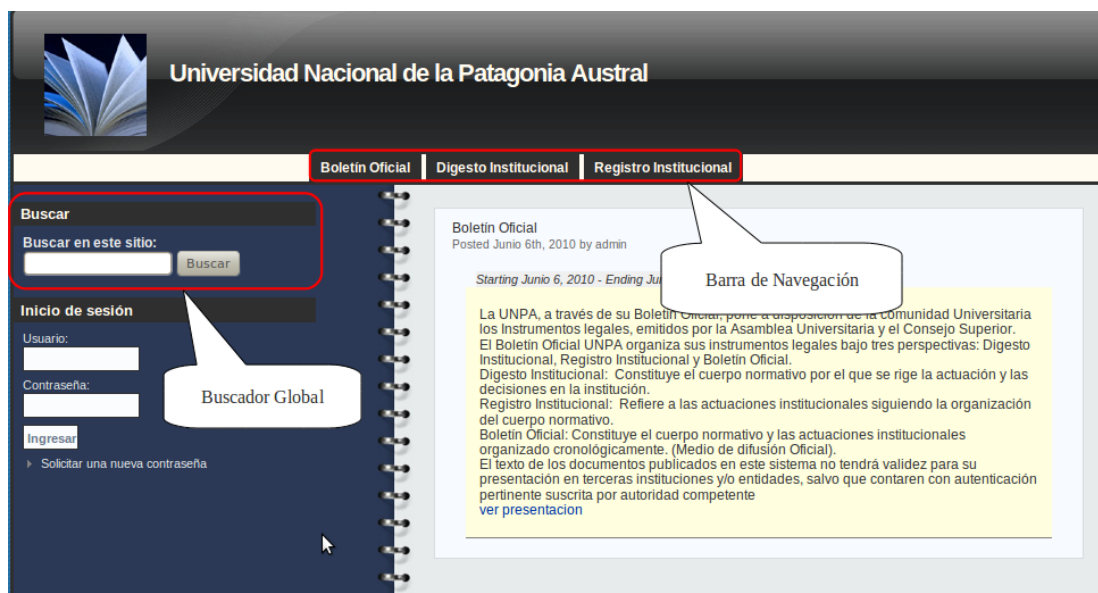 Universidad Nacional de la Patagonia Austral
Boletín Oficial
Digesto Institucional
Registro Institucional
Buscar
Buscar en este sitio:
Buscar
Inicio de sesión
Usuario:
Contraseña:
Ingresar
Solicitar una nueva contraseña
Buscador Global
Barra de Navegación
Boletín Oficial
Posted Junio 6th, 2010 by admin
Starting Junio 6, 2010 - Ending
La UNPA, a través de su Boletín Oficial, pone a disposición de la comunidad Universitaria
los Instrumentos legales, emitidos por la Asamblea Universitaria y el Consejo Superior.
El Boletín Oficial UNPA organiza sus instrumentos legales bajo tres perspectivas: Digesto
Institucional, Registro Institucional y Boletín Oficial.
Digesto Institucional: Constituye el cuerpo normativo por el que se rige la actuación y las
decisiones en la institución.
Registro Institucional: Refiere a las actuaciones institucionales siguiendo la organización
del cuerpo normativo.
Boletín Oficial: Constituye el cuerpo normativo y las actuaciones institucionales
organizado cronológicamente. (Medio de difusión Oficial).
El texto de los documentos publicados en este sistema no tendrá validez para su
presentación en terceras instituciones y/o entidades, salvo que contaren con autenticación
pertinente suscrita por autoridad competente
ver presentacion